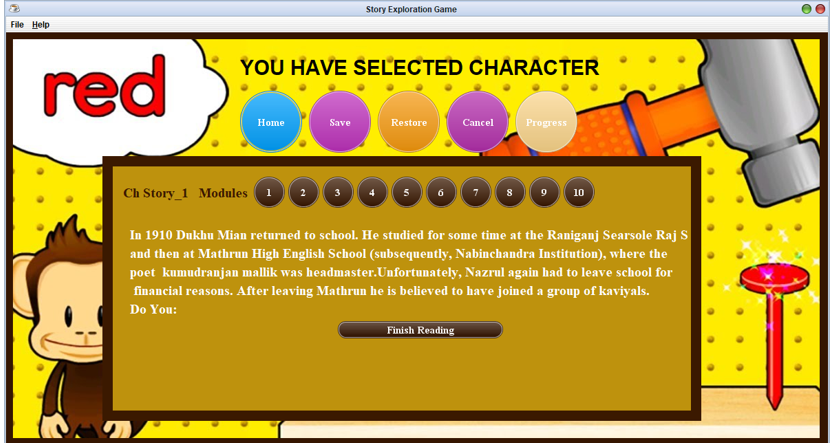 Story Exploration Game
File Help
red
YOU HAVE SELECTED CHARACTER
Home Save Restore Cancel Progress
Ch Story_1 Modules 1 2 3 4 5 6 7 8 9 10
In 1910 Dukhu Mian returned to school. He studied for some time at the Raniganj Searsole Raj S
and then at Mathrun High English School (subsequently, Nabinchandra Institution), where the
poet kumudranjan mallik was headmaster.Unfortunately, Nazrul again had to leave school for
financial reasons. After leaving Mathrun he is believed to have joined a group of kaviyals.
Do You:
Finish Reading